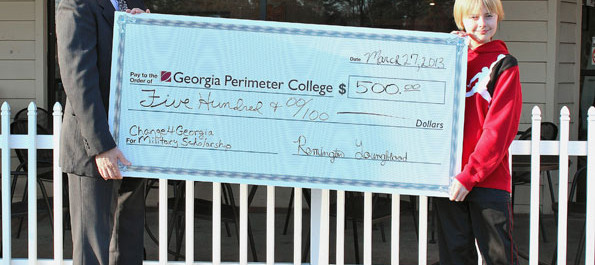 Date March 27, 2013
Pay to the
Order of Georgia Perimeter College $ 500.00
Five Hundred & 00/100 Dollars
Change4Georgia
For Military Scholarship Remington Youngblood